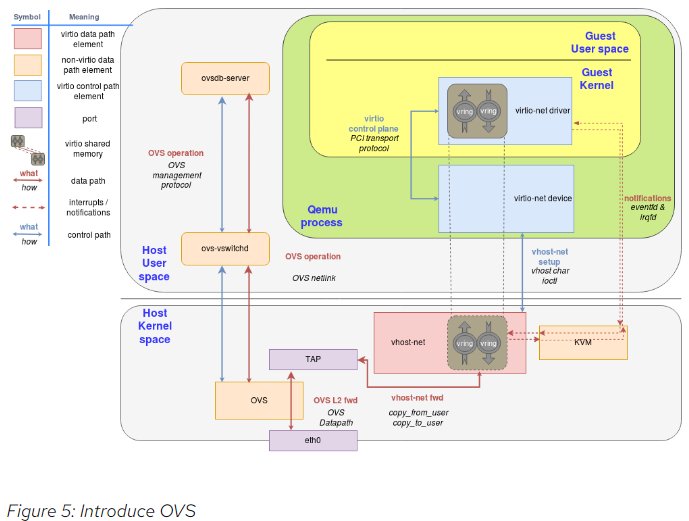 Symbol
Meaning
virtio data path
element
non-virtio data
path element
virtio control path
element
port
virtio shared
memory
what
how
data path
interrupts /
notifications
what
how
control path
Guest
User space
Guest
Kernel
ovsdb-server
vring
vring
virtio-net driver
virtio
control plane
PCI transport
protocol
OVS operation
OVS
management
protocol
virtio-net device
notifications
eventfd &
irqfd
Qemu
process
ovs-vswitchd
Host
User
space
OVS operation
OVS netlink
vhost-net
setup
vhost char
ioctl
Host
Kernel
space
vhost-net
vring
vring
KVM
TAP
OVS
OVS L2 fwd
OVS
Datapath
vhost-net fwd
copy_from_user
copy_to_user
eth0
Figure 5: Introduce OVS